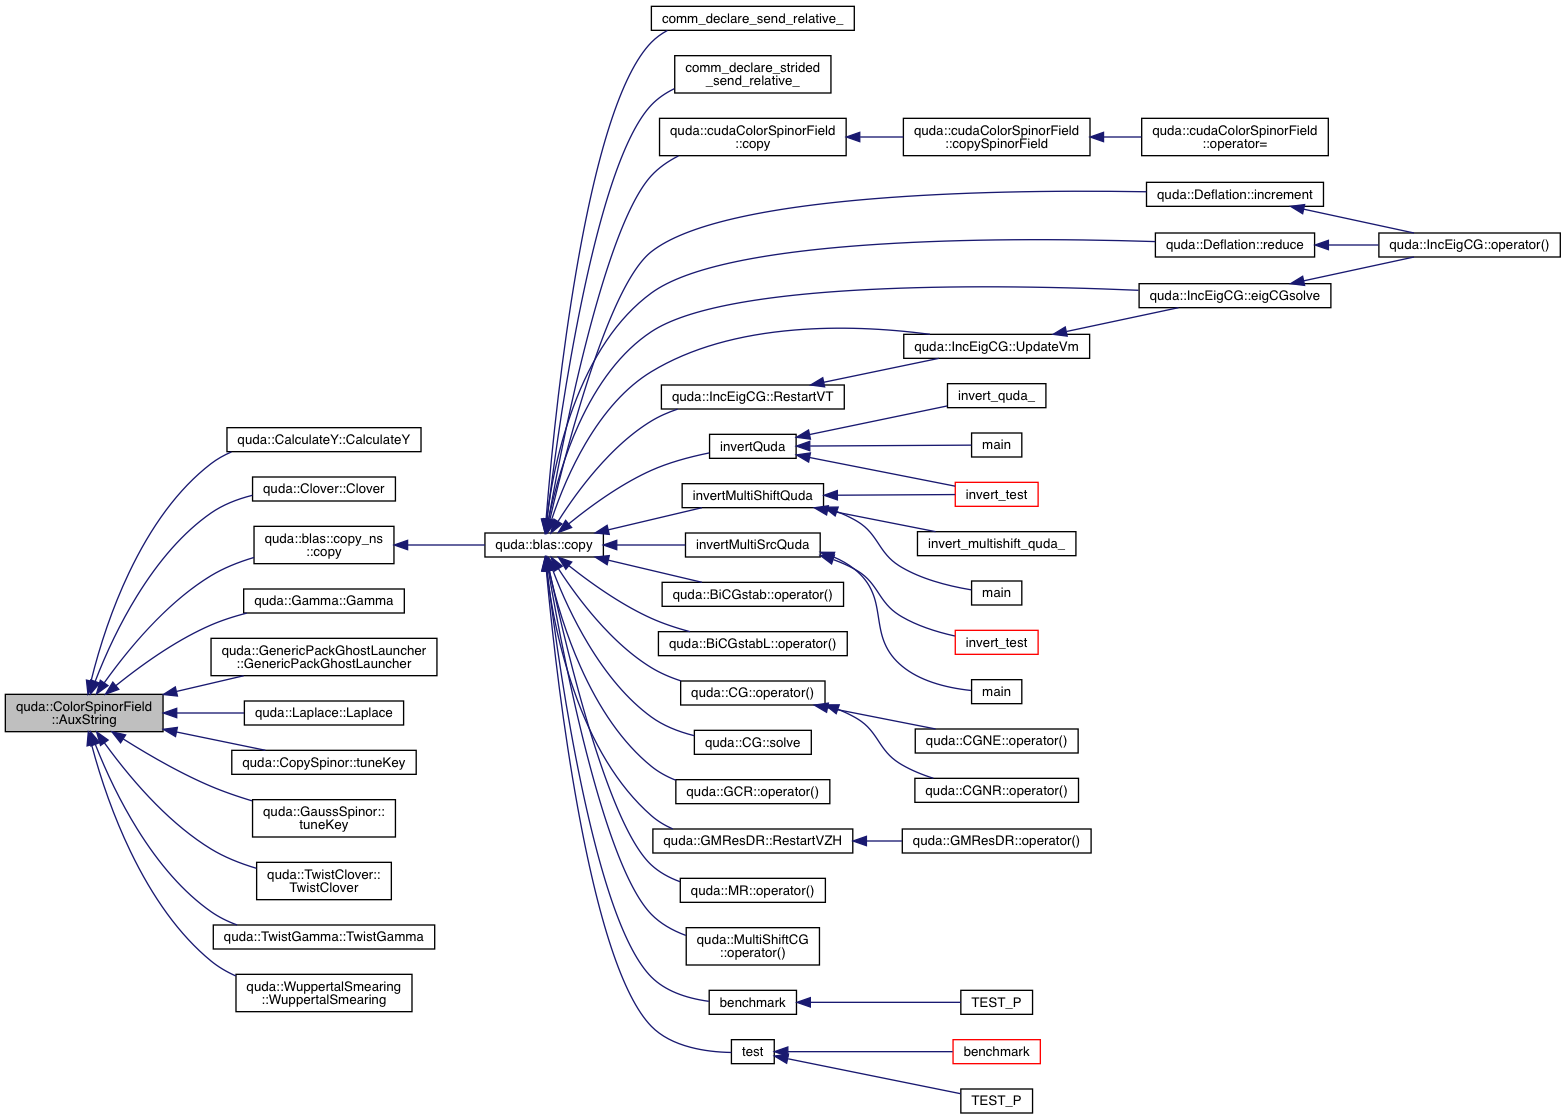 comm_declare_send_relative_
comm_declare_strided
_send_relative_
quda::cudaColorSpinorField
::copy
quda::cudaColorSpinorField
::copySpinorField
quda::cudaColorSpinorField
::operator=
quda::Deflation::increment
quda::Deflation::reduce
quda::IncEigCG::operator()
quda::IncEigCG::eigCGsolve
quda::IncEigCG::UpdateVm
quda::IncEigCG::RestartVT
invert_quda_
invertQuda
main
invert_test
invertMultiShiftQuda
invert_multishift_quda_
main
invertMultiSrcQuda
invert_test
main
quda::CalculateY::CalculateY
quda::Clover::Clover
quda::blas::copy_ns
::copy
quda::blas::copy
quda::Gamma::Gamma
quda::GenericPackGhostLauncher
::GenericPackGhostLauncher
quda::ColorSpinorField
::AuxString
quda::Laplace::Laplace
quda::CopySpinor::tuneKey
quda::GaussSpinor::
tuneKey
quda::TwistClover::
TwistClover
quda::TwistGamma::TwistGamma
quda::WuppertalSmearing
::WuppertalSmearing
quda::BiCGstab::operator()
quda::BiCGstabL::operator()
quda::CG::operator()
quda::CGNE::operator()
quda::CG::solve
quda::CGNR::operator()
quda::GCR::operator()
quda::GMResDR::RestartVZH
quda::GMResDR::operator()
quda::MR::operator()
quda::MultiShiftCG
::operator()
benchmark
TEST_P
test
benchmark
TEST_P